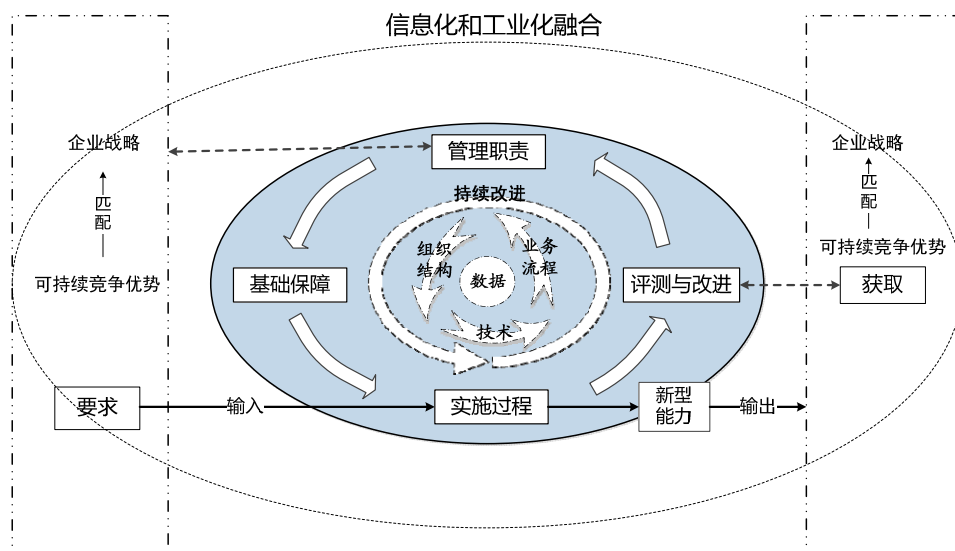 信息化和工业化融合
企业战略
匹配
可持续竞争优势
要求
输入
管理职责
持续改进
组织
结构
业务
流程
数据
技术
基础保障
评测与改进
实施过程
新型
能力
输出
企业战略
匹配
可持续竞争优势
获取